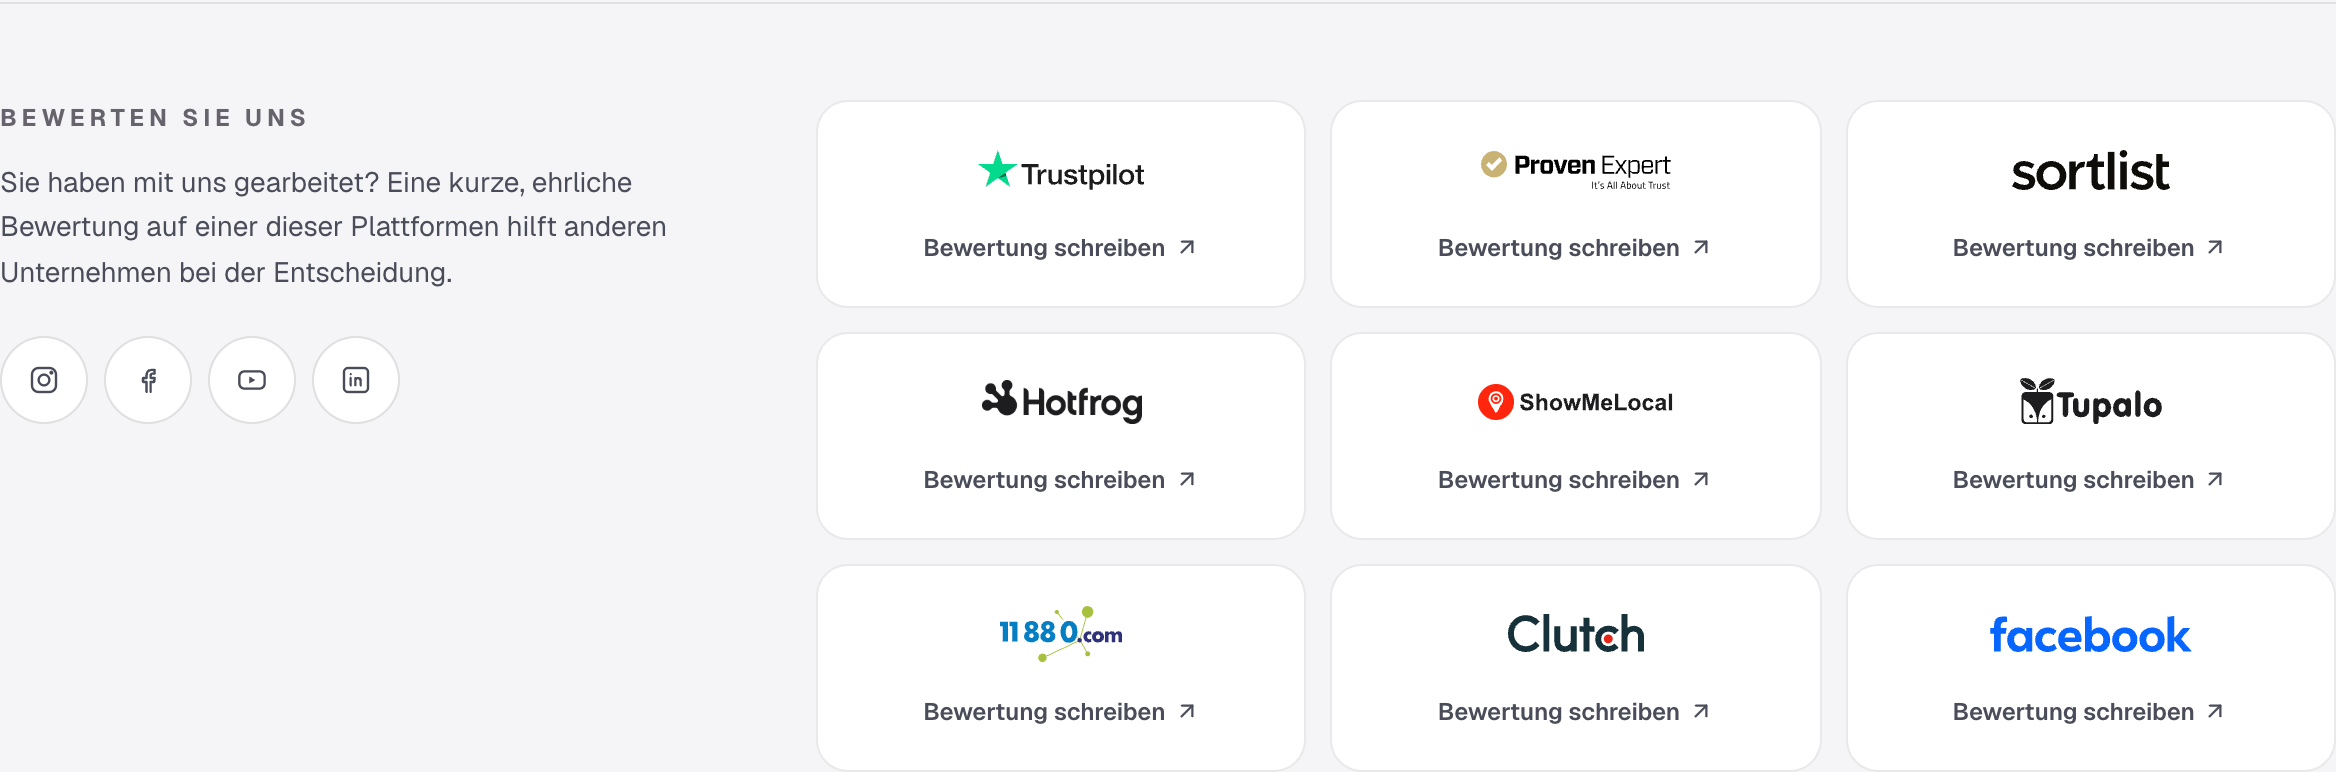 BEWERTEN SIE UNS
Sie haben mit uns gearbeitet? Eine kurze, ehrliche
Bewertung auf einer dieser Plattformen hilft anderen
Unternehmen bei der Entscheidung.
Trustpilot
Bewertung schreiben
Proven Expert
It's All About Trust
Bewertung schreiben
sortlist
Bewertung schreiben
Hotfrog
Bewertung schreiben
ShowMeLocal
Bewertung schreiben
Tupalo
Bewertung schreiben
11880.com
Bewertung schreiben
Clutch
Bewertung schreiben
facebook
Bewertung schreiben